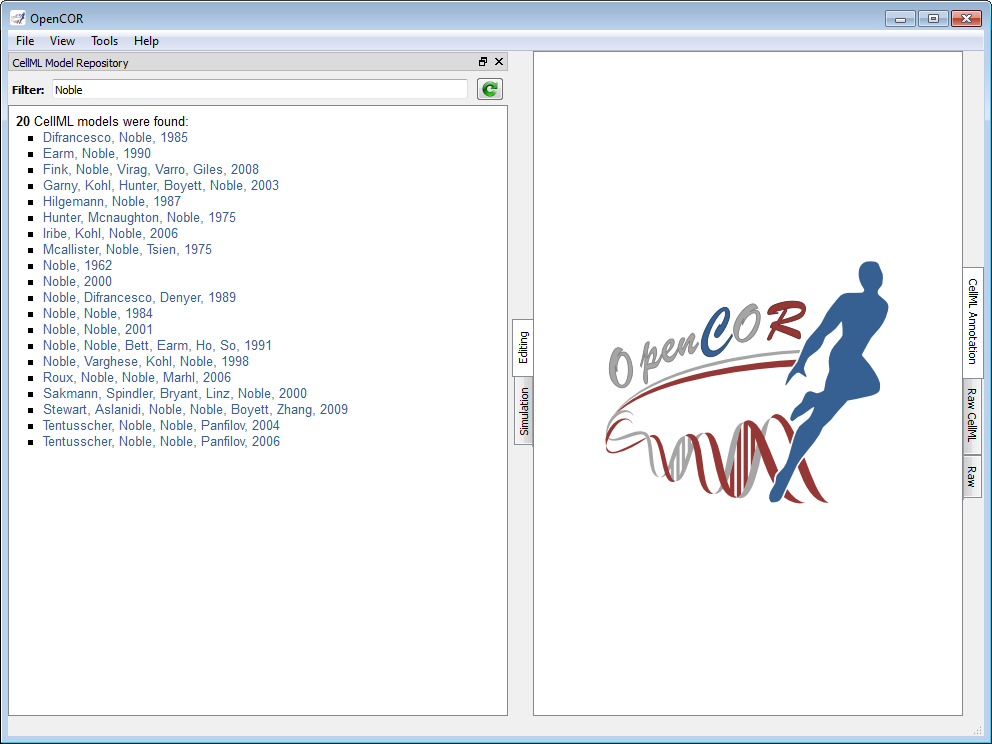 OpenCOR
File View Tools Help
CellML Model Repository
Filter: Noble
20 CellML models were found:
Difrancesco, Noble, 1985
Earm, Noble, 1990
Fink, Noble, Virag, Varro, Giles, 2008
Garny, Kohl, Hunter, Boyett, Noble, 2003
Hilgemann, Noble, 1987
Hunter, Mcnaughton, Noble, 1975
Iribe, Kohl, Noble, 2006
Mcallister, Noble, Tsien, 1975
Noble, 1962
Noble, 2000
Noble, Difrancesco, Denyer, 1989
Noble, Noble, 1984
Noble, Noble, 2001
Noble, Noble, Bett, Earm, Ho, So, 1991
Noble, Varghese, Kohl, Noble, 1998
Roux, Noble, Noble, Marhl, 2006
Sakmann, Spindler, Bryant, Linz, Noble, 2000
Stewart, Aslanidi, Noble, Noble, Boyett, Zhang, 2009
Tentusscher, Noble, Noble, Panfilov, 2004
Tentusscher, Noble, Noble, Panfilov, 2006
Editing
Simulation
OpenCOR
CellML Annotation
Raw CellML
Raw